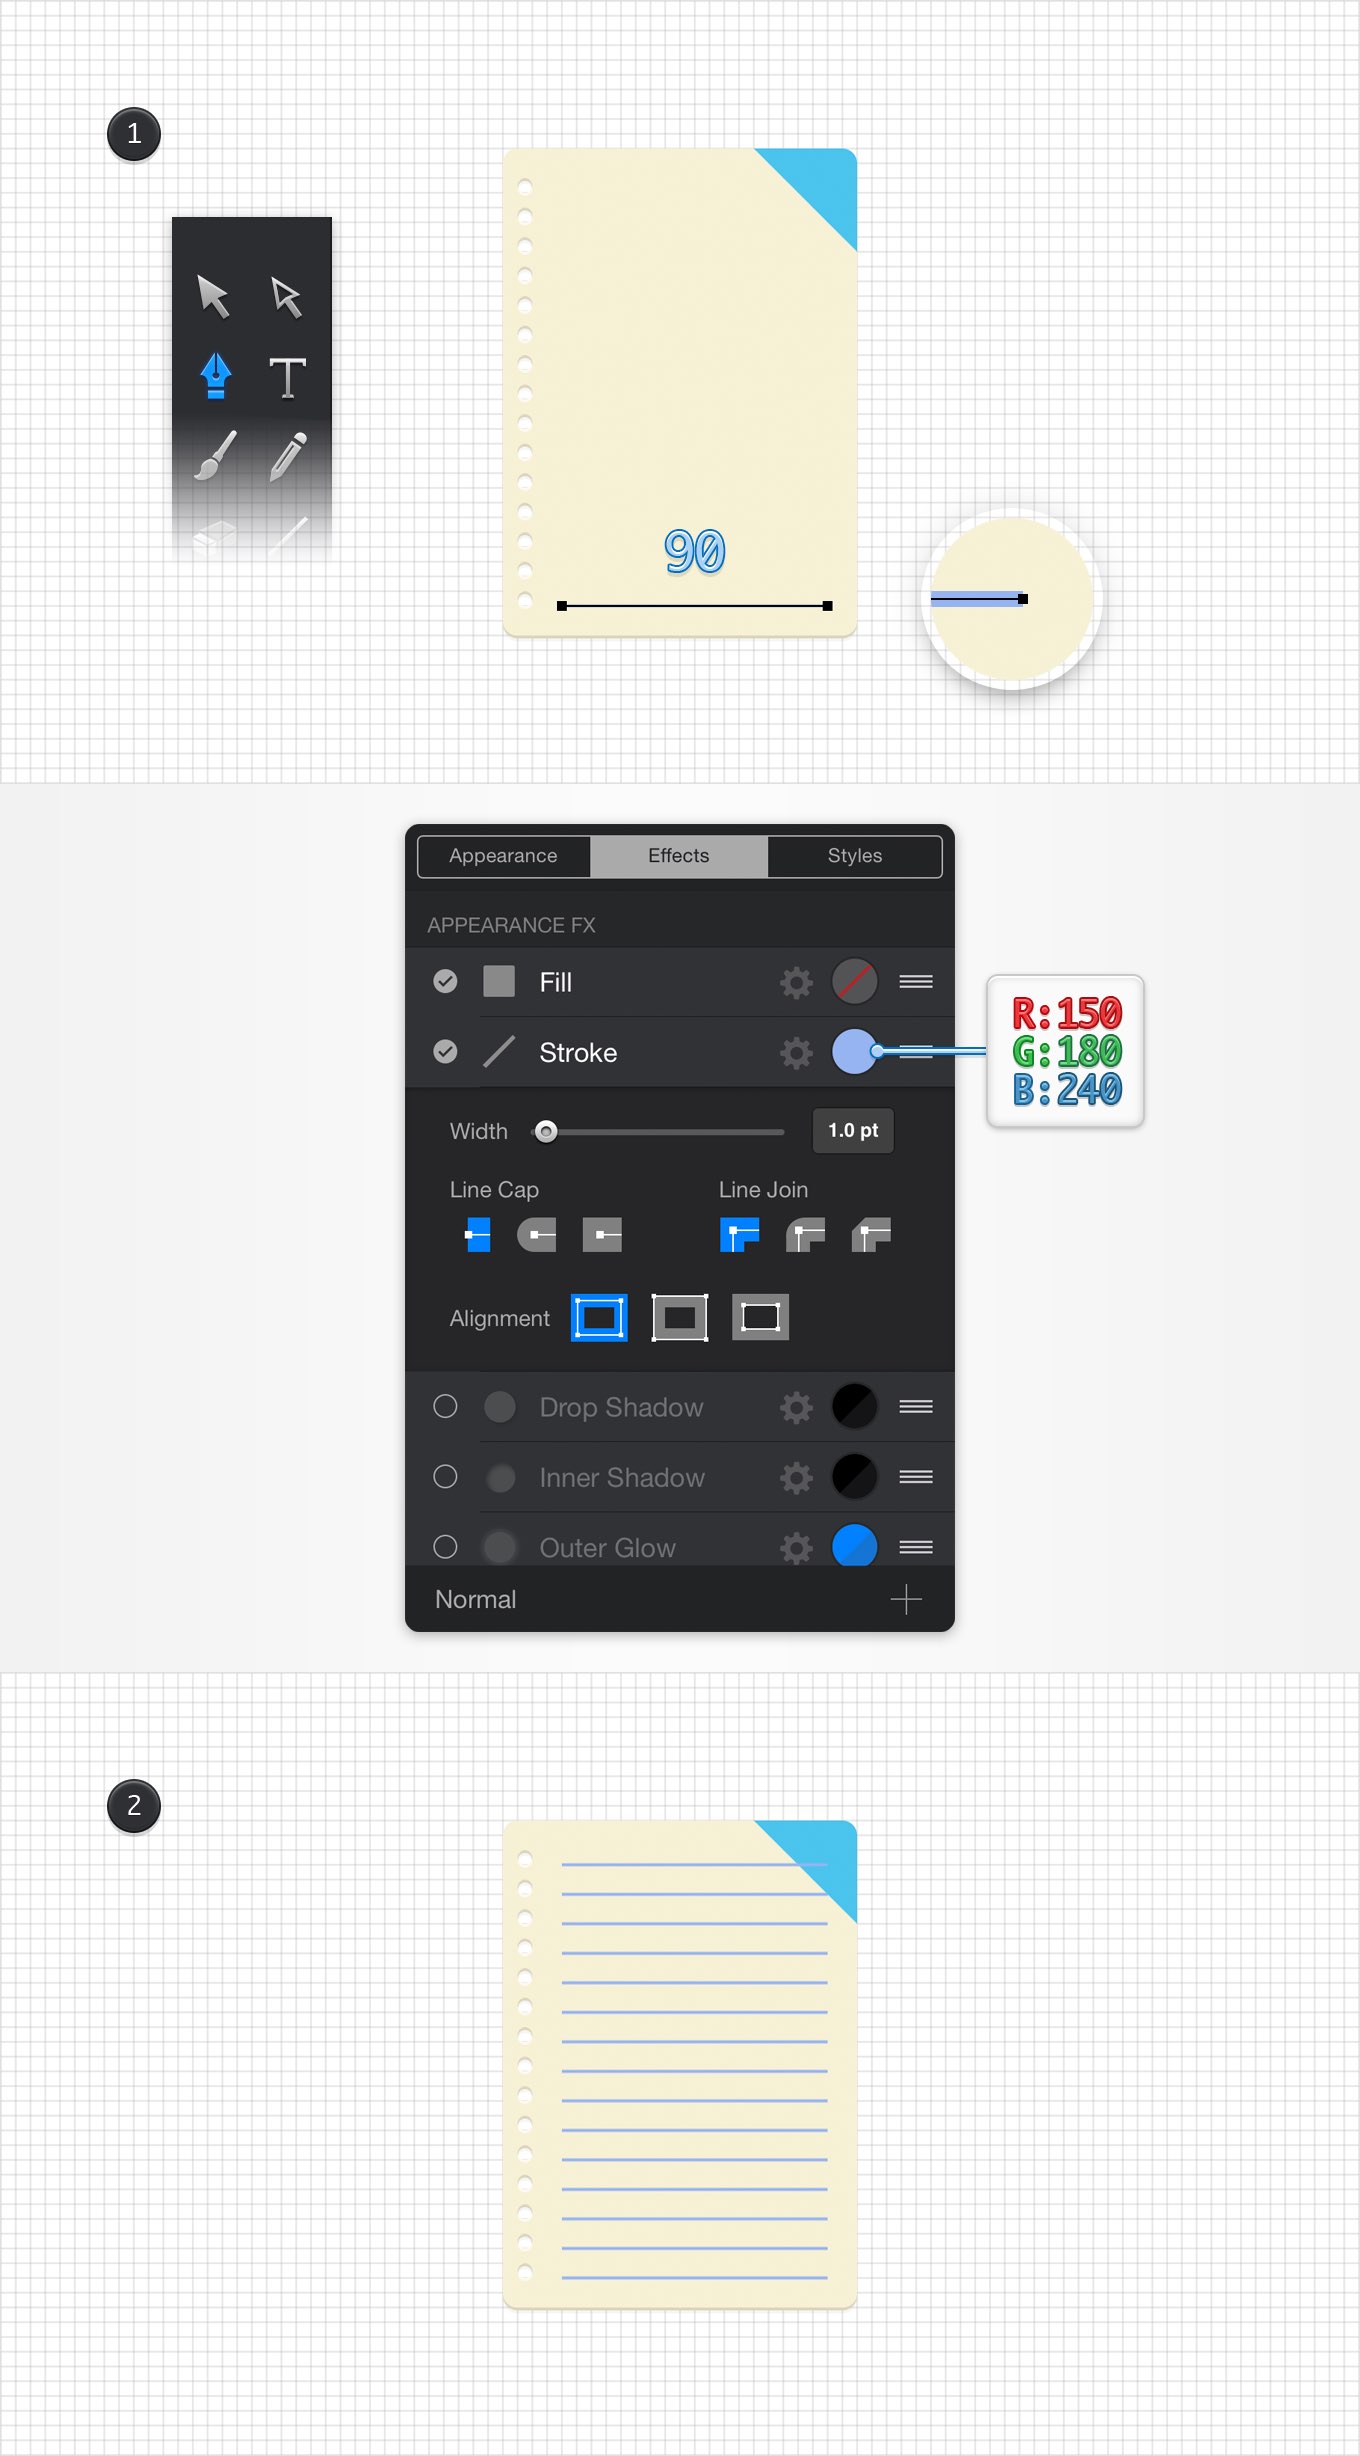 1
90
Appearance Effects Styles
APPEARANCE FX
Fill
Stroke
R:150
G:180
B:240
Width 1.0 pt
Line Cap Line Join
Alignment
Drop Shadow
Inner Shadow
Outer Glow
Normal
2